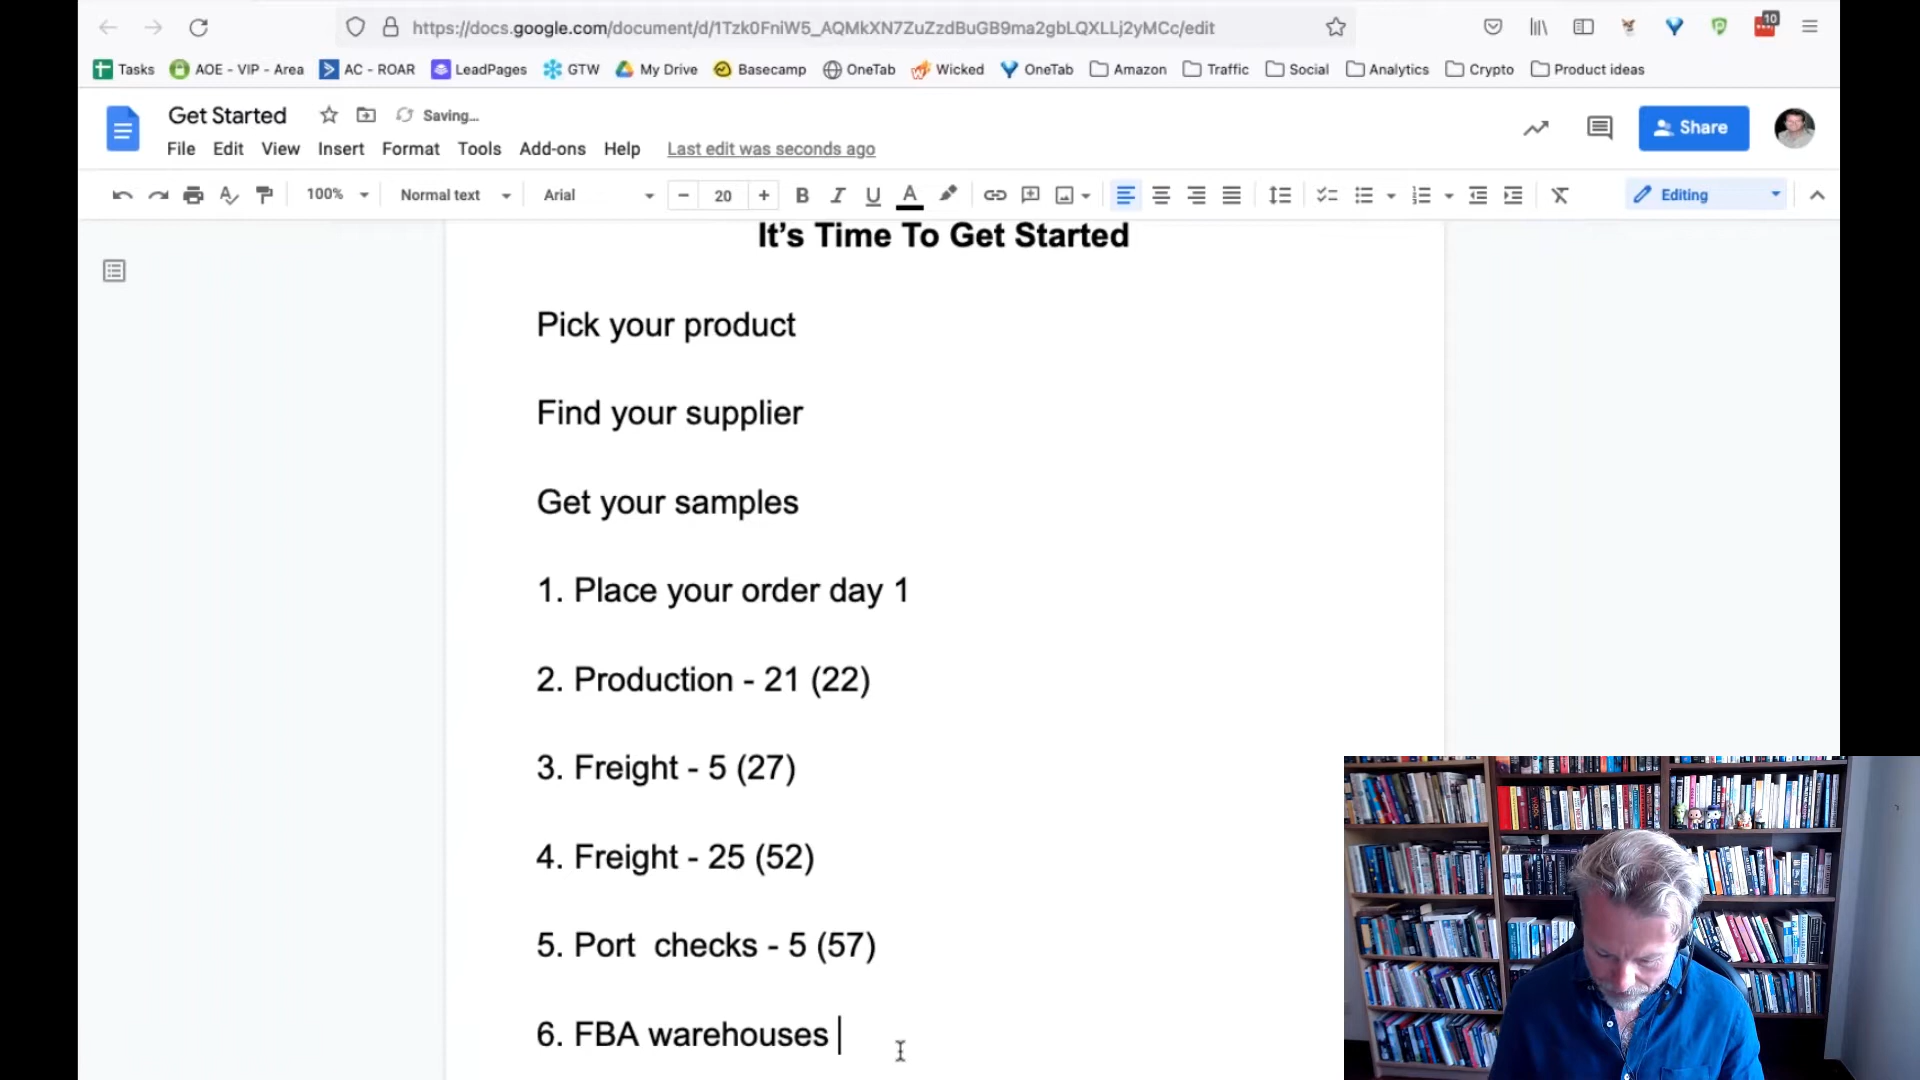 https://docs.google.com/document/d/1Tzk0FniW5_AQMkXN7ZuZzdBuGB9ma2gbLQXLLj2yMCc/edit
10
Tasks AOE - VIP - Area AC - ROAR LeadPages GTW My Drive Basecamp OneTab Wicked OneTab Amazon Traffic Social Analytics Crypto Product ideas
Get Started Saving…
Share
File Edit View Insert Format Tools Add-ons Help Last edit was seconds ago
100% Normal text Arial 20 B I U A Editing
It’s Time To Get Started
Pick your product
Find your supplier
Get your samples
1. Place your order day 1
2. Production - 21 (22)
3. Freight - 5 (27)
4. Freight - 25 (52)
5. Port  checks - 5 (57)
6. FBA warehouses